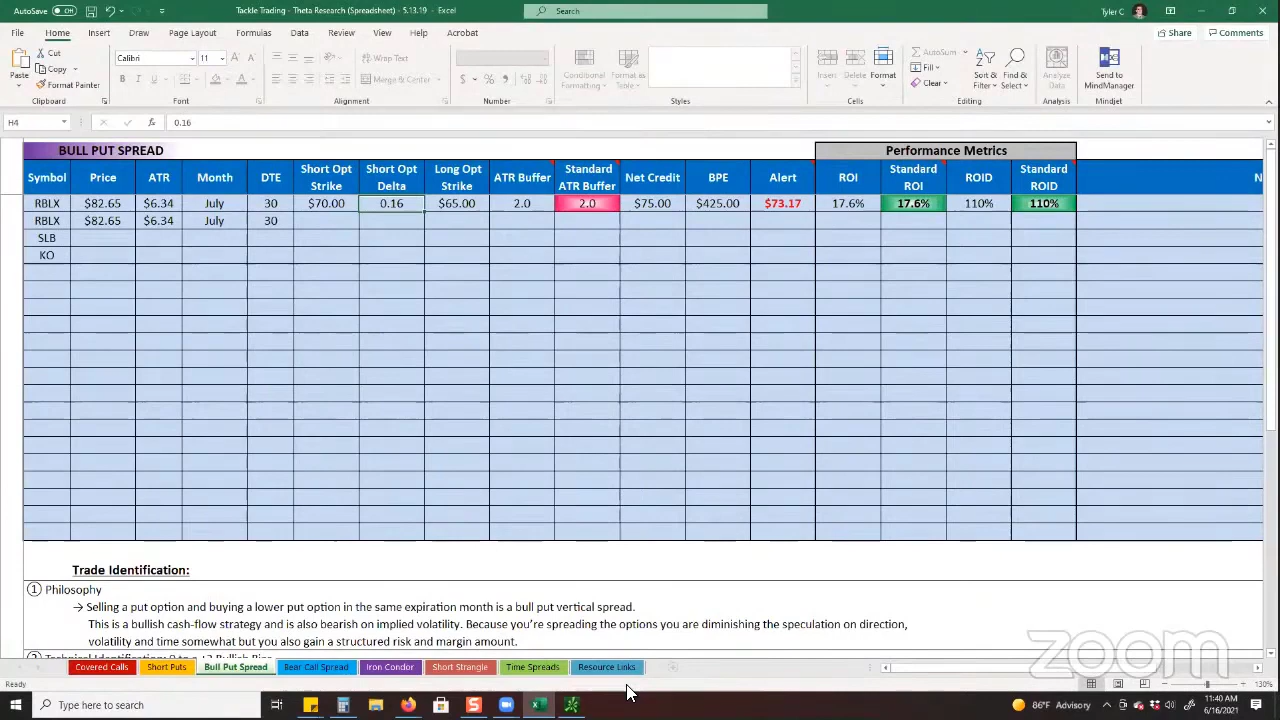 AutoSave Off Tackle Trading - Theta Research (Spreadsheet) - 5.13.19 - Excel Search Tyler C
File Home Insert Draw Page Layout Formulas Data Review View Help Acrobat Share Comments
Paste Cut Copy Format Painter Clipboard
Calibri 11 B I U Font
Wrap Text Merge & Center Alignment
$ % Number
Conditional Formatting Format as Table Styles
Insert Delete Format Cells
AutoSum Fill Clear Sort & Filter Find & Select Editing
Analyze Data Analysis
Send to MindManager Mindjet
H4 fx 0.16
BULL PUT SPREAD Performance Metrics
Symbol Price ATR Month DTE Short Opt Strike Short Opt Delta Long Opt Strike ATR Buffer Standard ATR Buffer Net Credit BPE Alert ROI Standard ROI ROID Standard ROID N
RBLX $82.65 $6.34 July 30 $70.00 0.16 $65.00 2.0 2.0 $75.00 $425.00 $73.17 17.6% 17.6% 110% 110%
RBLX $82.65 $6.34 July 30
SLB
KO
Trade Identification:
① Philosophy
→ Selling a put option and buying a lower put option in the same expiration month is a bull put vertical spread.
This is a bullish cash-flow strategy and is also bearish on implied volatility. Because you're spreading the options you are diminishing the speculation on direction,
volatility and time somewhat but you also gain a structured risk and margin amount.
zoom
Covered Calls Short Puts Bull Put Spread Bear Call Spread Iron Condor Short Strangle Time Spreads Resource Links
Ready 130%
Type here to search 86°F Advisory 11:40 AM
6/16/2021